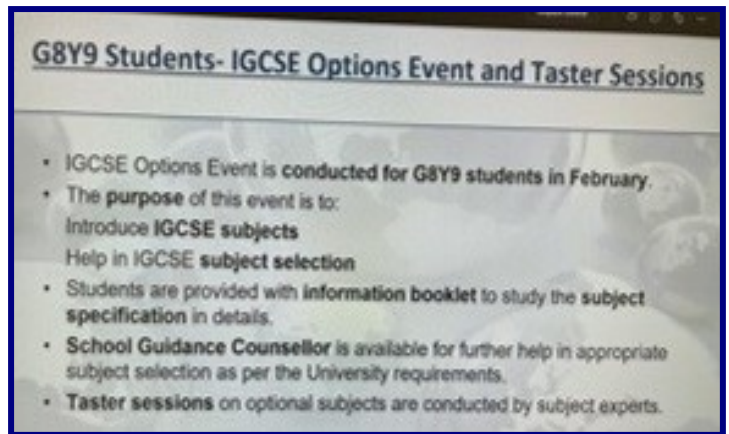 G8Y9 Students- IGCSE Options Event and Taster Sessions
• IGCSE Options Event is conducted for G8Y9 students in February.
• The purpose of this event is to:
Introduce IGCSE subjects
Help in IGCSE subject selection
• Students are provided with information booklet to study the subject
specification in details.
• School Guidance Counsellor is available for further help in appropriate
subject selection as per the University requirements.
• Taster sessions on optional subjects are conducted by subject experts.